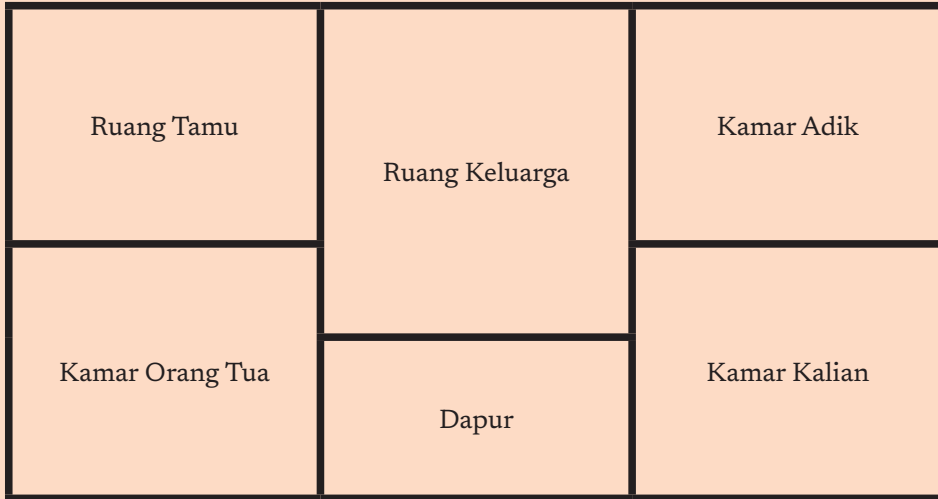 Ruang Tamu
Ruang Keluarga
Kamar Adik
Kamar Orang Tua
Dapur
Kamar Kalian